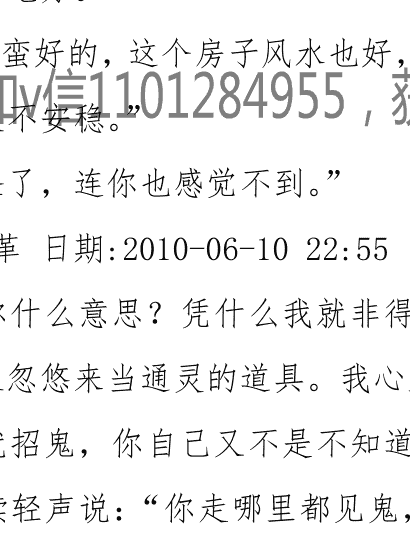 蛮好的，这个房子风水也好，
v信1101284955，
不安稳。”
了，连你也感觉不到。”
革 日期:2010-06-10 22:55
什么意思？凭什么我就非得
忽悠来当通灵的道具。我心
招鬼，你自己又不是不知道
轻声说：“你走哪里都见鬼，